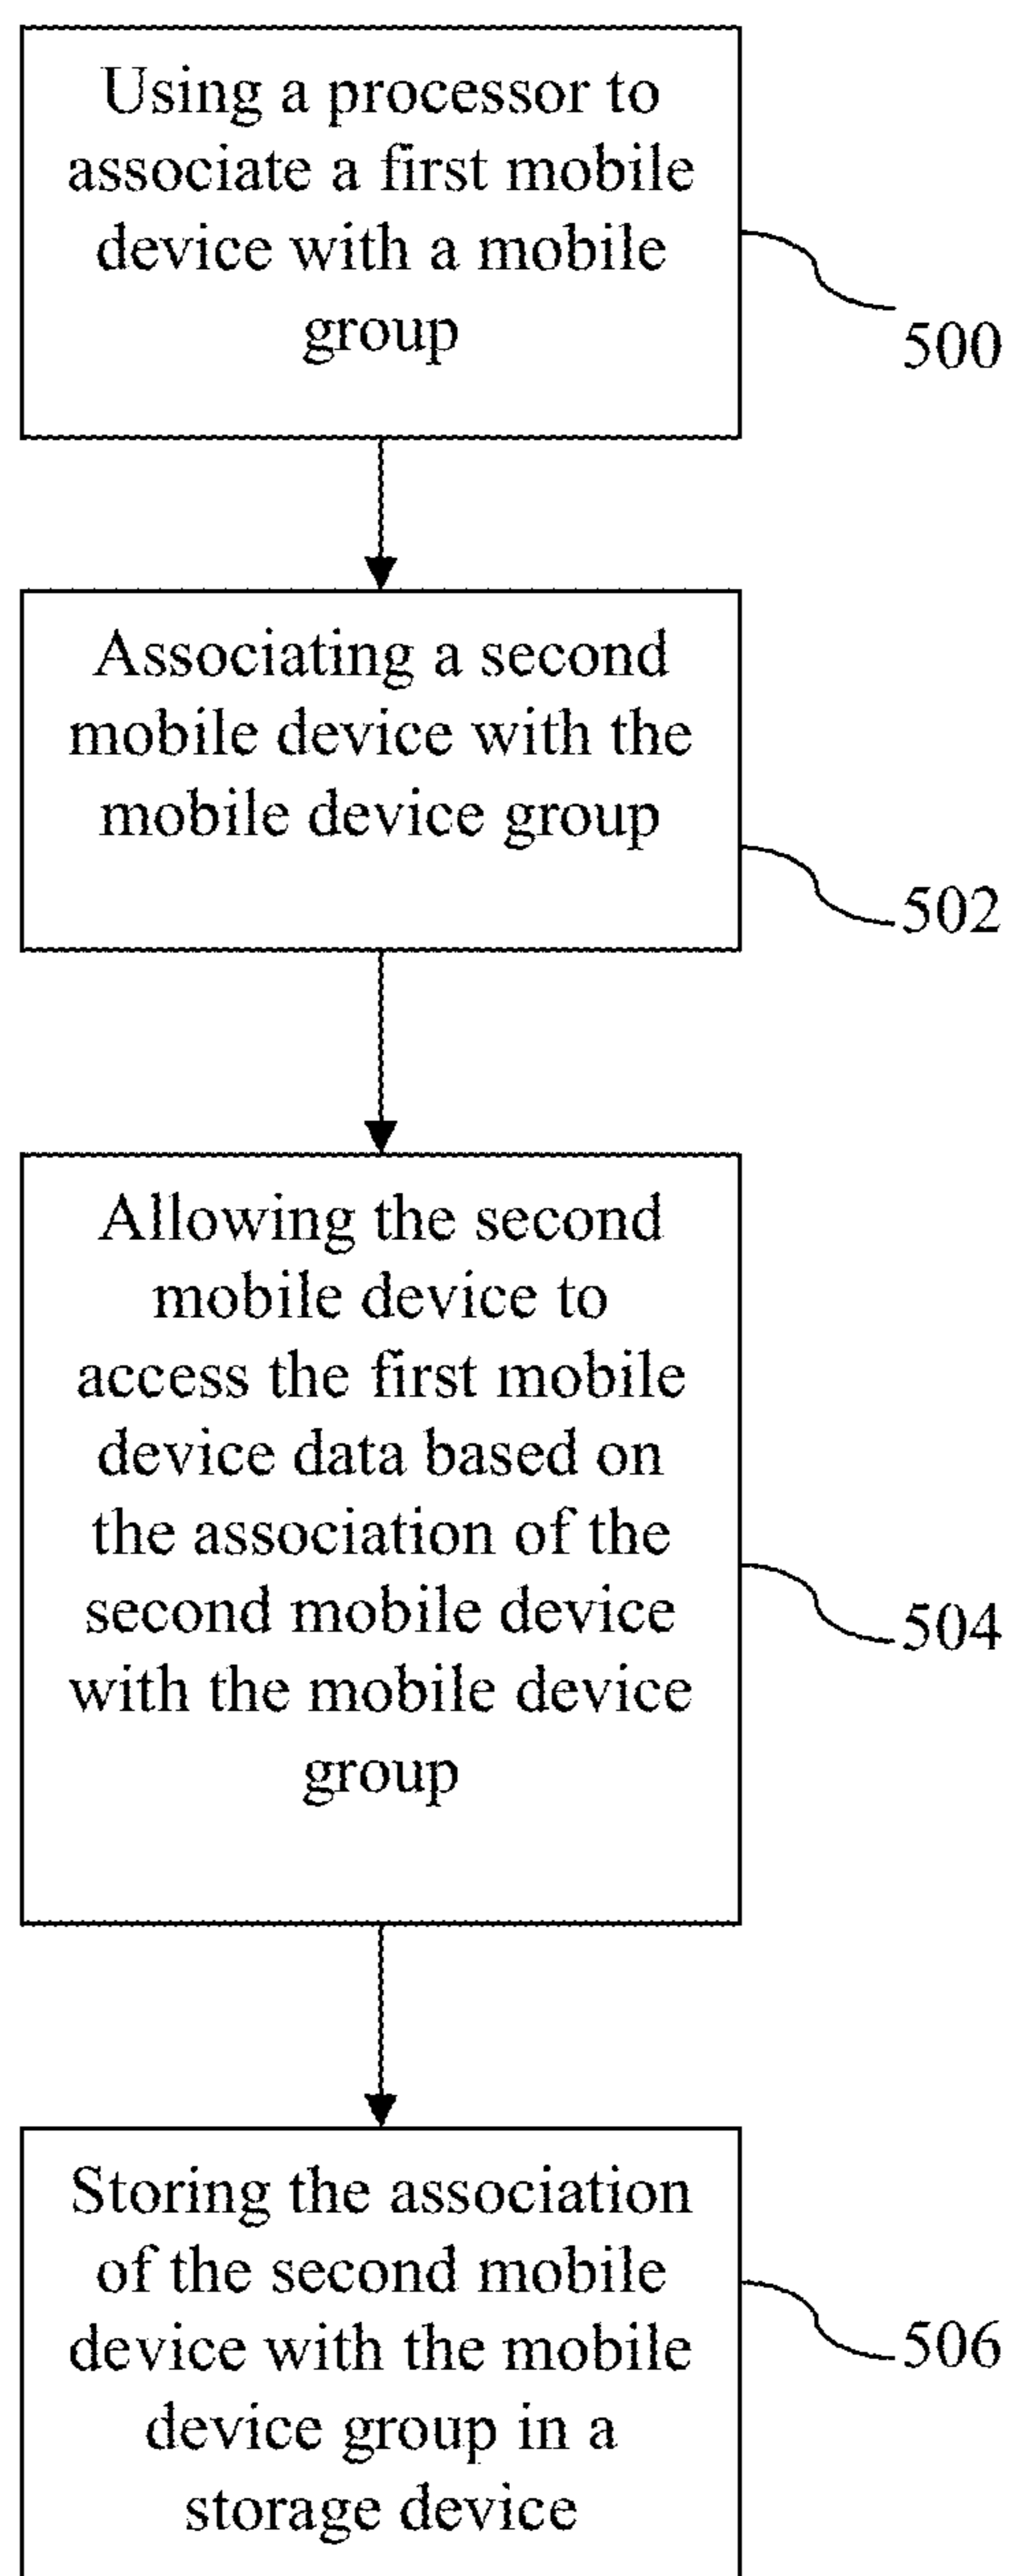 Using a processor to
associate a first mobile
device with a mobile
group
500
Associating a second
mobile device with the
mobile device group
502
Allowing the second
mobile device to
access the first mobile
device data based on
the association of the
second mobile device
with the mobile device
group
504
Storing the association
of the second mobile
device with the mobile
device group in a
storage device
506